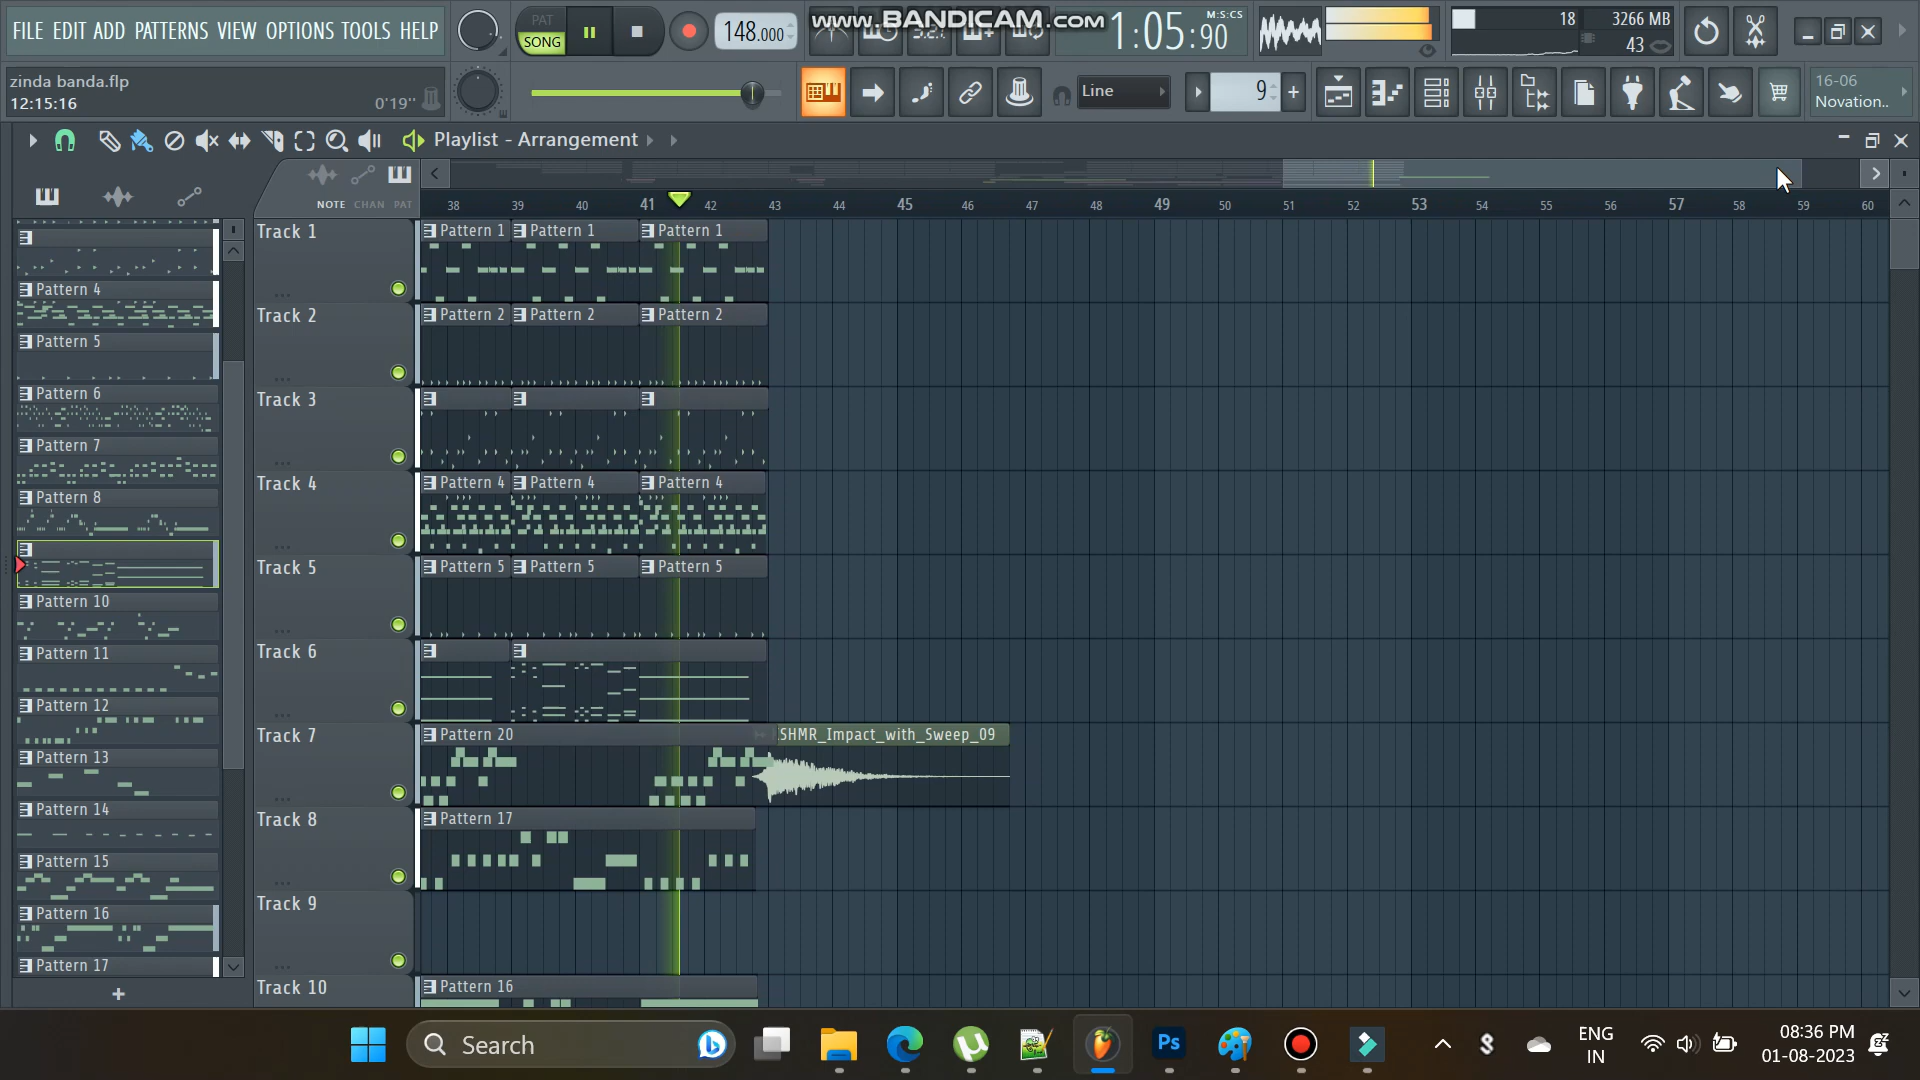 FILE EDIT ADD PATTERNS VIEW OPTIONS TOOLS HELP
PAT
SONG
148.000
www.BANDICAM.com
1:05:90
M:S:CS
18
3266 MB
43
zinda banda.flp
12:15:16
0'19"
Line
9
16-06
Novation..
Playlist - Arrangement
NOTE CHAN PAT
38 39 40 41 42 43 44 45 46 47 48 49 50 51 52 53 54 55 56 57 58 59 60
Pattern 4
Pattern 5
Pattern 6
Pattern 7
Pattern 8
Pattern 10
Pattern 11
Pattern 12
Pattern 13
Pattern 14
Pattern 15
Pattern 16
Pattern 17
Track 1
Pattern 1 Pattern 1 Pattern 1
Track 2
Pattern 2 Pattern 2 Pattern 2
Track 3
Track 4
Pattern 4 Pattern 4 Pattern 4
Track 5
Pattern 5 Pattern 5 Pattern 5
Track 6
Track 7
Pattern 20
SHMR_Impact_with_Sweep_09
Track 8
Pattern 17
Track 9
Track 10
Pattern 16
Search
Ps
ENG
IN
08:36 PM
01-08-2023